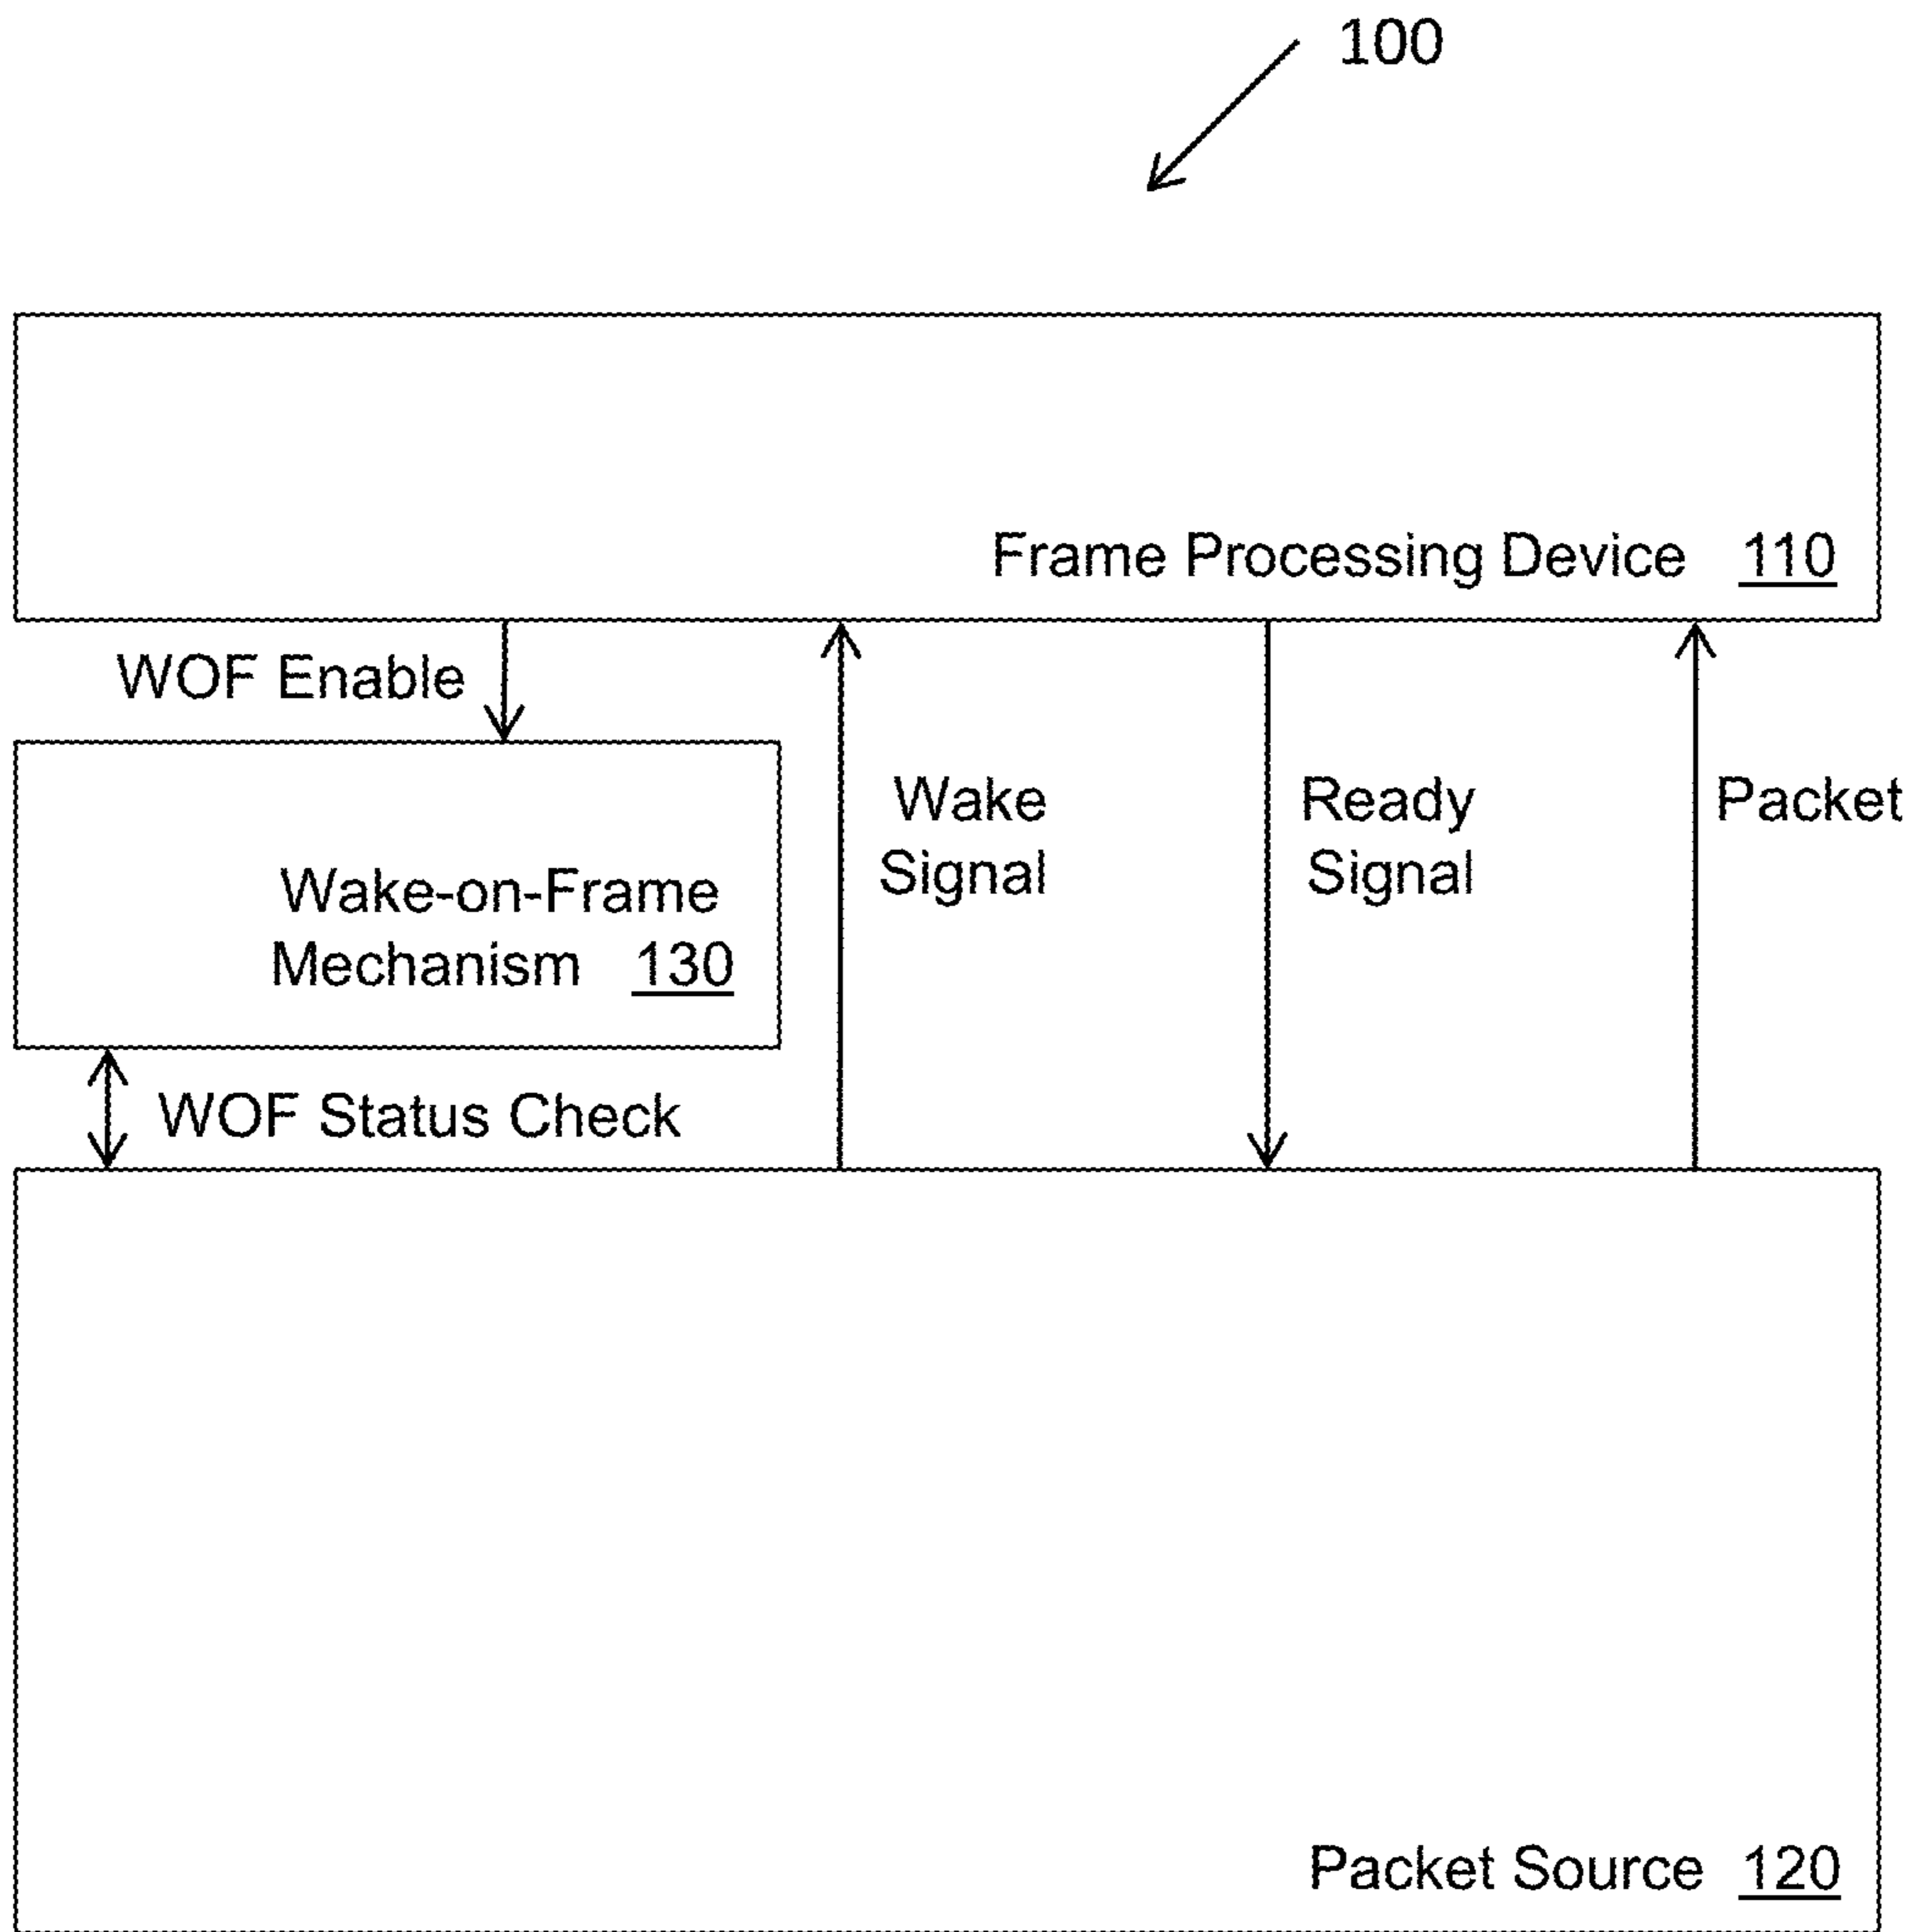 100
Frame Processing Device 110
WOF Enable
Wake
Signal
Ready
Signal
Packet
Wake-on-Frame
Mechanism 130
WOF Status Check
Packet Source 120